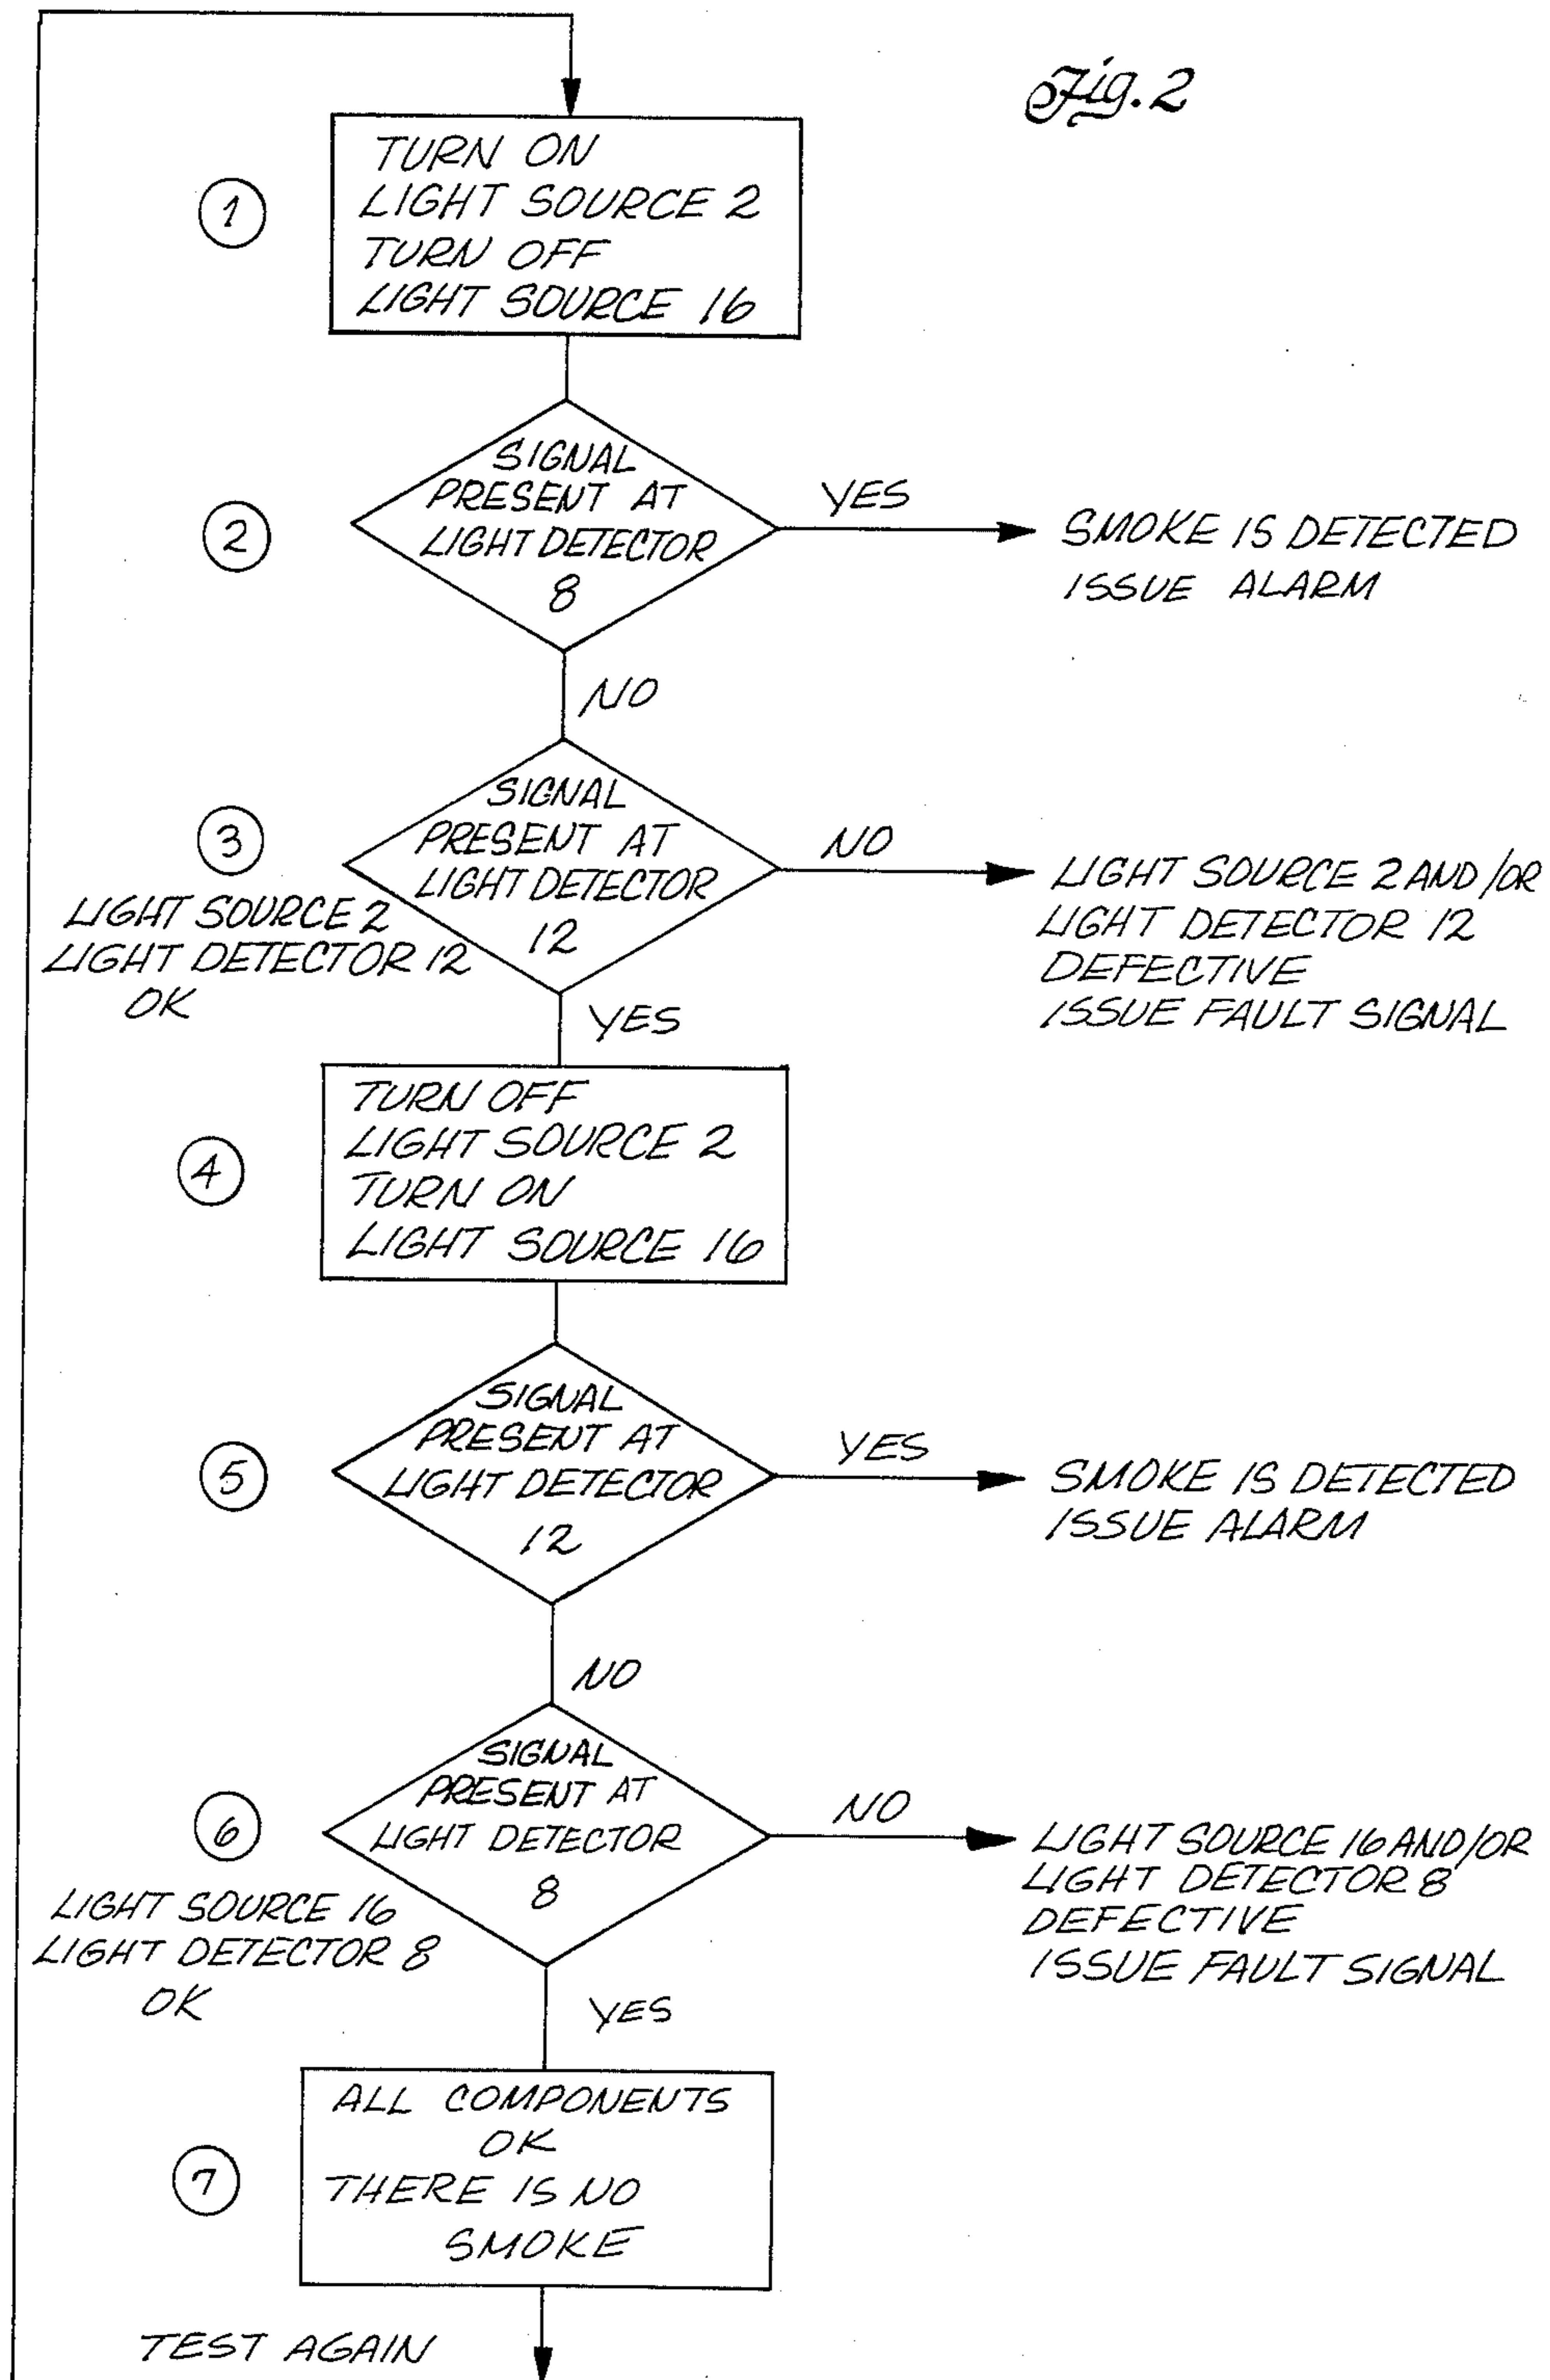 Fig. 2
1
TURN ON
LIGHT SOURCE 2
TURN OFF
LIGHT SOURCE 16
2
SIGNAL
PRESENT AT
LIGHT DETECTOR
8
YES
SMOKE IS DETECTED
ISSUE ALARM
NO
3
SIGNAL
PRESENT AT
LIGHT DETECTOR
12
NO
LIGHT SOURCE 2 AND/OR
LIGHT DETECTOR 12
DEFECTIVE
ISSUE FAULT SIGNAL
LIGHT SOURCE 2
LIGHT DETECTOR 12
OK
YES
4
TURN OFF
LIGHT SOURCE 2
TURN ON
LIGHT SOURCE 16
5
SIGNAL
PRESENT AT
LIGHT DETECTOR
12
YES
SMOKE IS DETECTED
ISSUE ALARM
NO
6
SIGNAL
PRESENT AT
LIGHT DETECTOR
8
NO
LIGHT SOURCE 16 AND/OR
LIGHT DETECTOR 8
DEFECTIVE
ISSUE FAULT SIGNAL
LIGHT SOURCE 16
LIGHT DETECTOR 8
OK
YES
7
ALL COMPONENTS
OK
THERE IS NO
SMOKE
TEST AGAIN